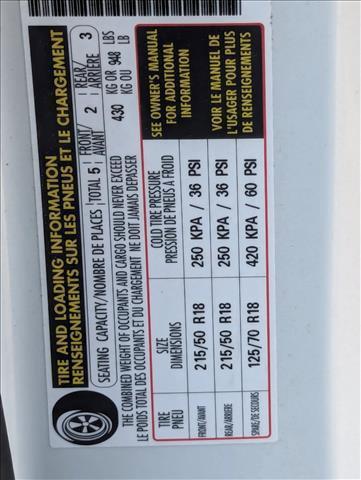 TIRE AND LOADING INFORMATION
RENSEIGNEMENTS SUR LES PNEUS ET LE CHARGEMENT
SEATING CAPACITY/NOMBRE DE PLACES TOTAL 5 FRONT/AVANT 2 REAR/ARRIÈRE 3
THE COMBINED WEIGHT OF OCCUPANTS AND CARGO SHOULD NEVER EXCEED 430 KG OR 948 LBS
LE POIDS TOTAL DES OCCUPANTS ET DU CHARGEMENT NE DOIT JAMAIS DEPASSER KG OU LB
TIRE
PNEU
SIZE
DIMENSIONS
COLD TIRE PRESSURE
PRESSION DE PNEUS A FROID
SEE OWNER'S MANUAL
FOR ADDITIONAL
INFORMATION
FRONT/AVANT 215/50 R18 250 KPA / 36 PSI
REAR/ARRIERE 215/50 R18 250 KPA / 36 PSI
SPARE/DE SECOURS 125/70 R18 420 KPA / 60 PSI
VOIR LE MANUEL DE
L'USAGER POUR PLUS
DE RENSEIGNEMENTS